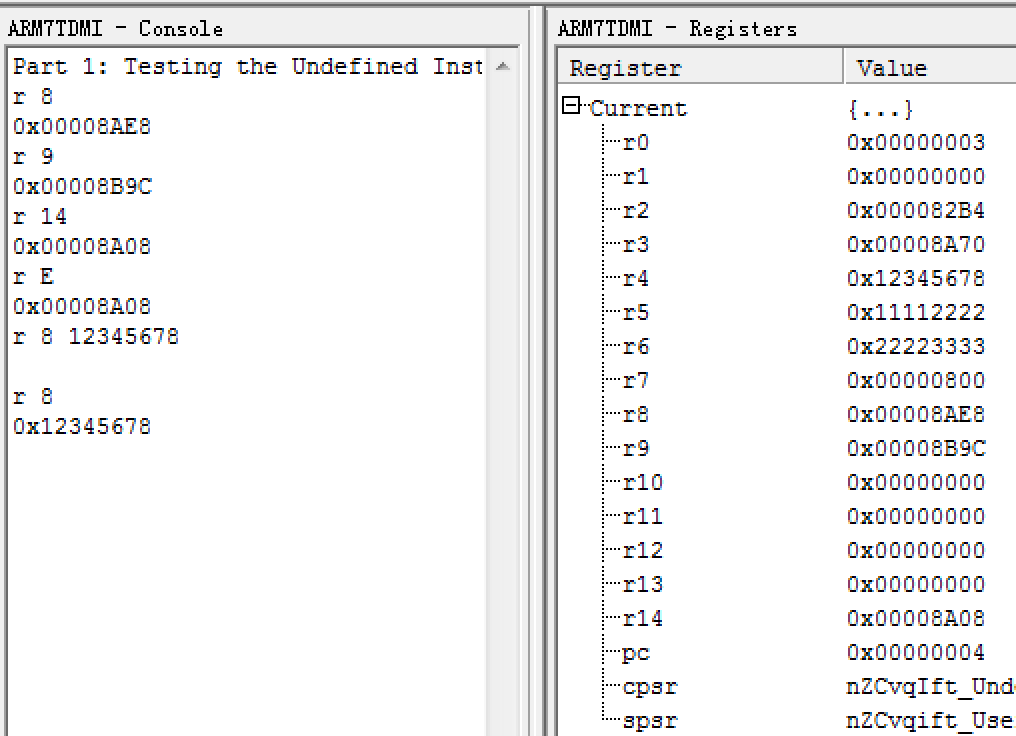 ARM7TDMI - Console
Part 1: Testing the Undefined Inst
r 8
0x00008AE8
r 9
0x00008B9C
r 14
0x00008A08
r E
0x00008A08
r 8 12345678
r 8
0x12345678
ARM7TDMI - Registers
Register Value
Current {...}
r0 0x00000003
r1 0x00000000
r2 0x000082B4
r3 0x00008A70
r4 0x12345678
r5 0x11112222
r6 0x22223333
r7 0x00000800
r8 0x00008AE8
r9 0x00008B9C
r10 0x00000000
r11 0x00000000
r12 0x00000000
r13 0x00000000
r14 0x00008A08
pc 0x00000004
cpsr nZCvqIft_Und
spsr nZCvqift_Use